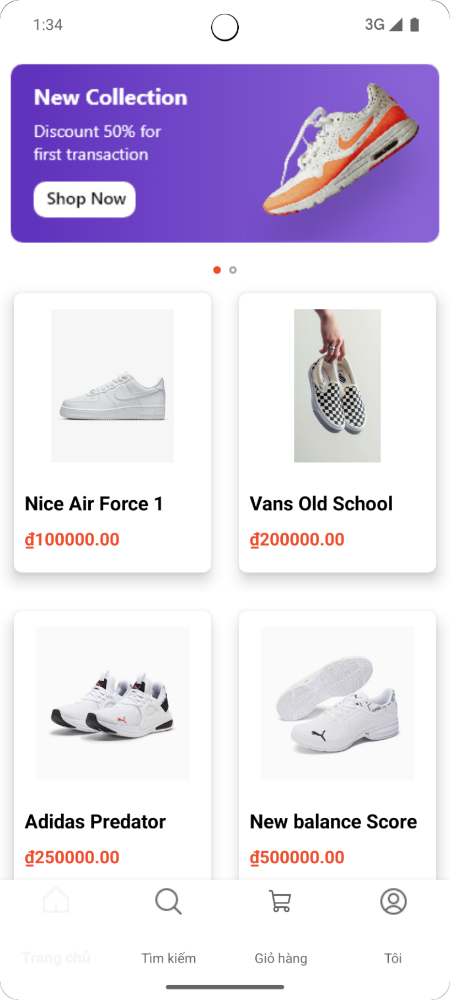 1:34
3G
New Collection
Discount 50% for
first transaction
Shop Now
Nice Air Force 1
₫100000.00
Vans Old School
₫200000.00
Adidas Predator
₫250000.00
New balance Score
₫500000.00
Trang chủ
Tìm kiếm
Giỏ hàng
Tôi